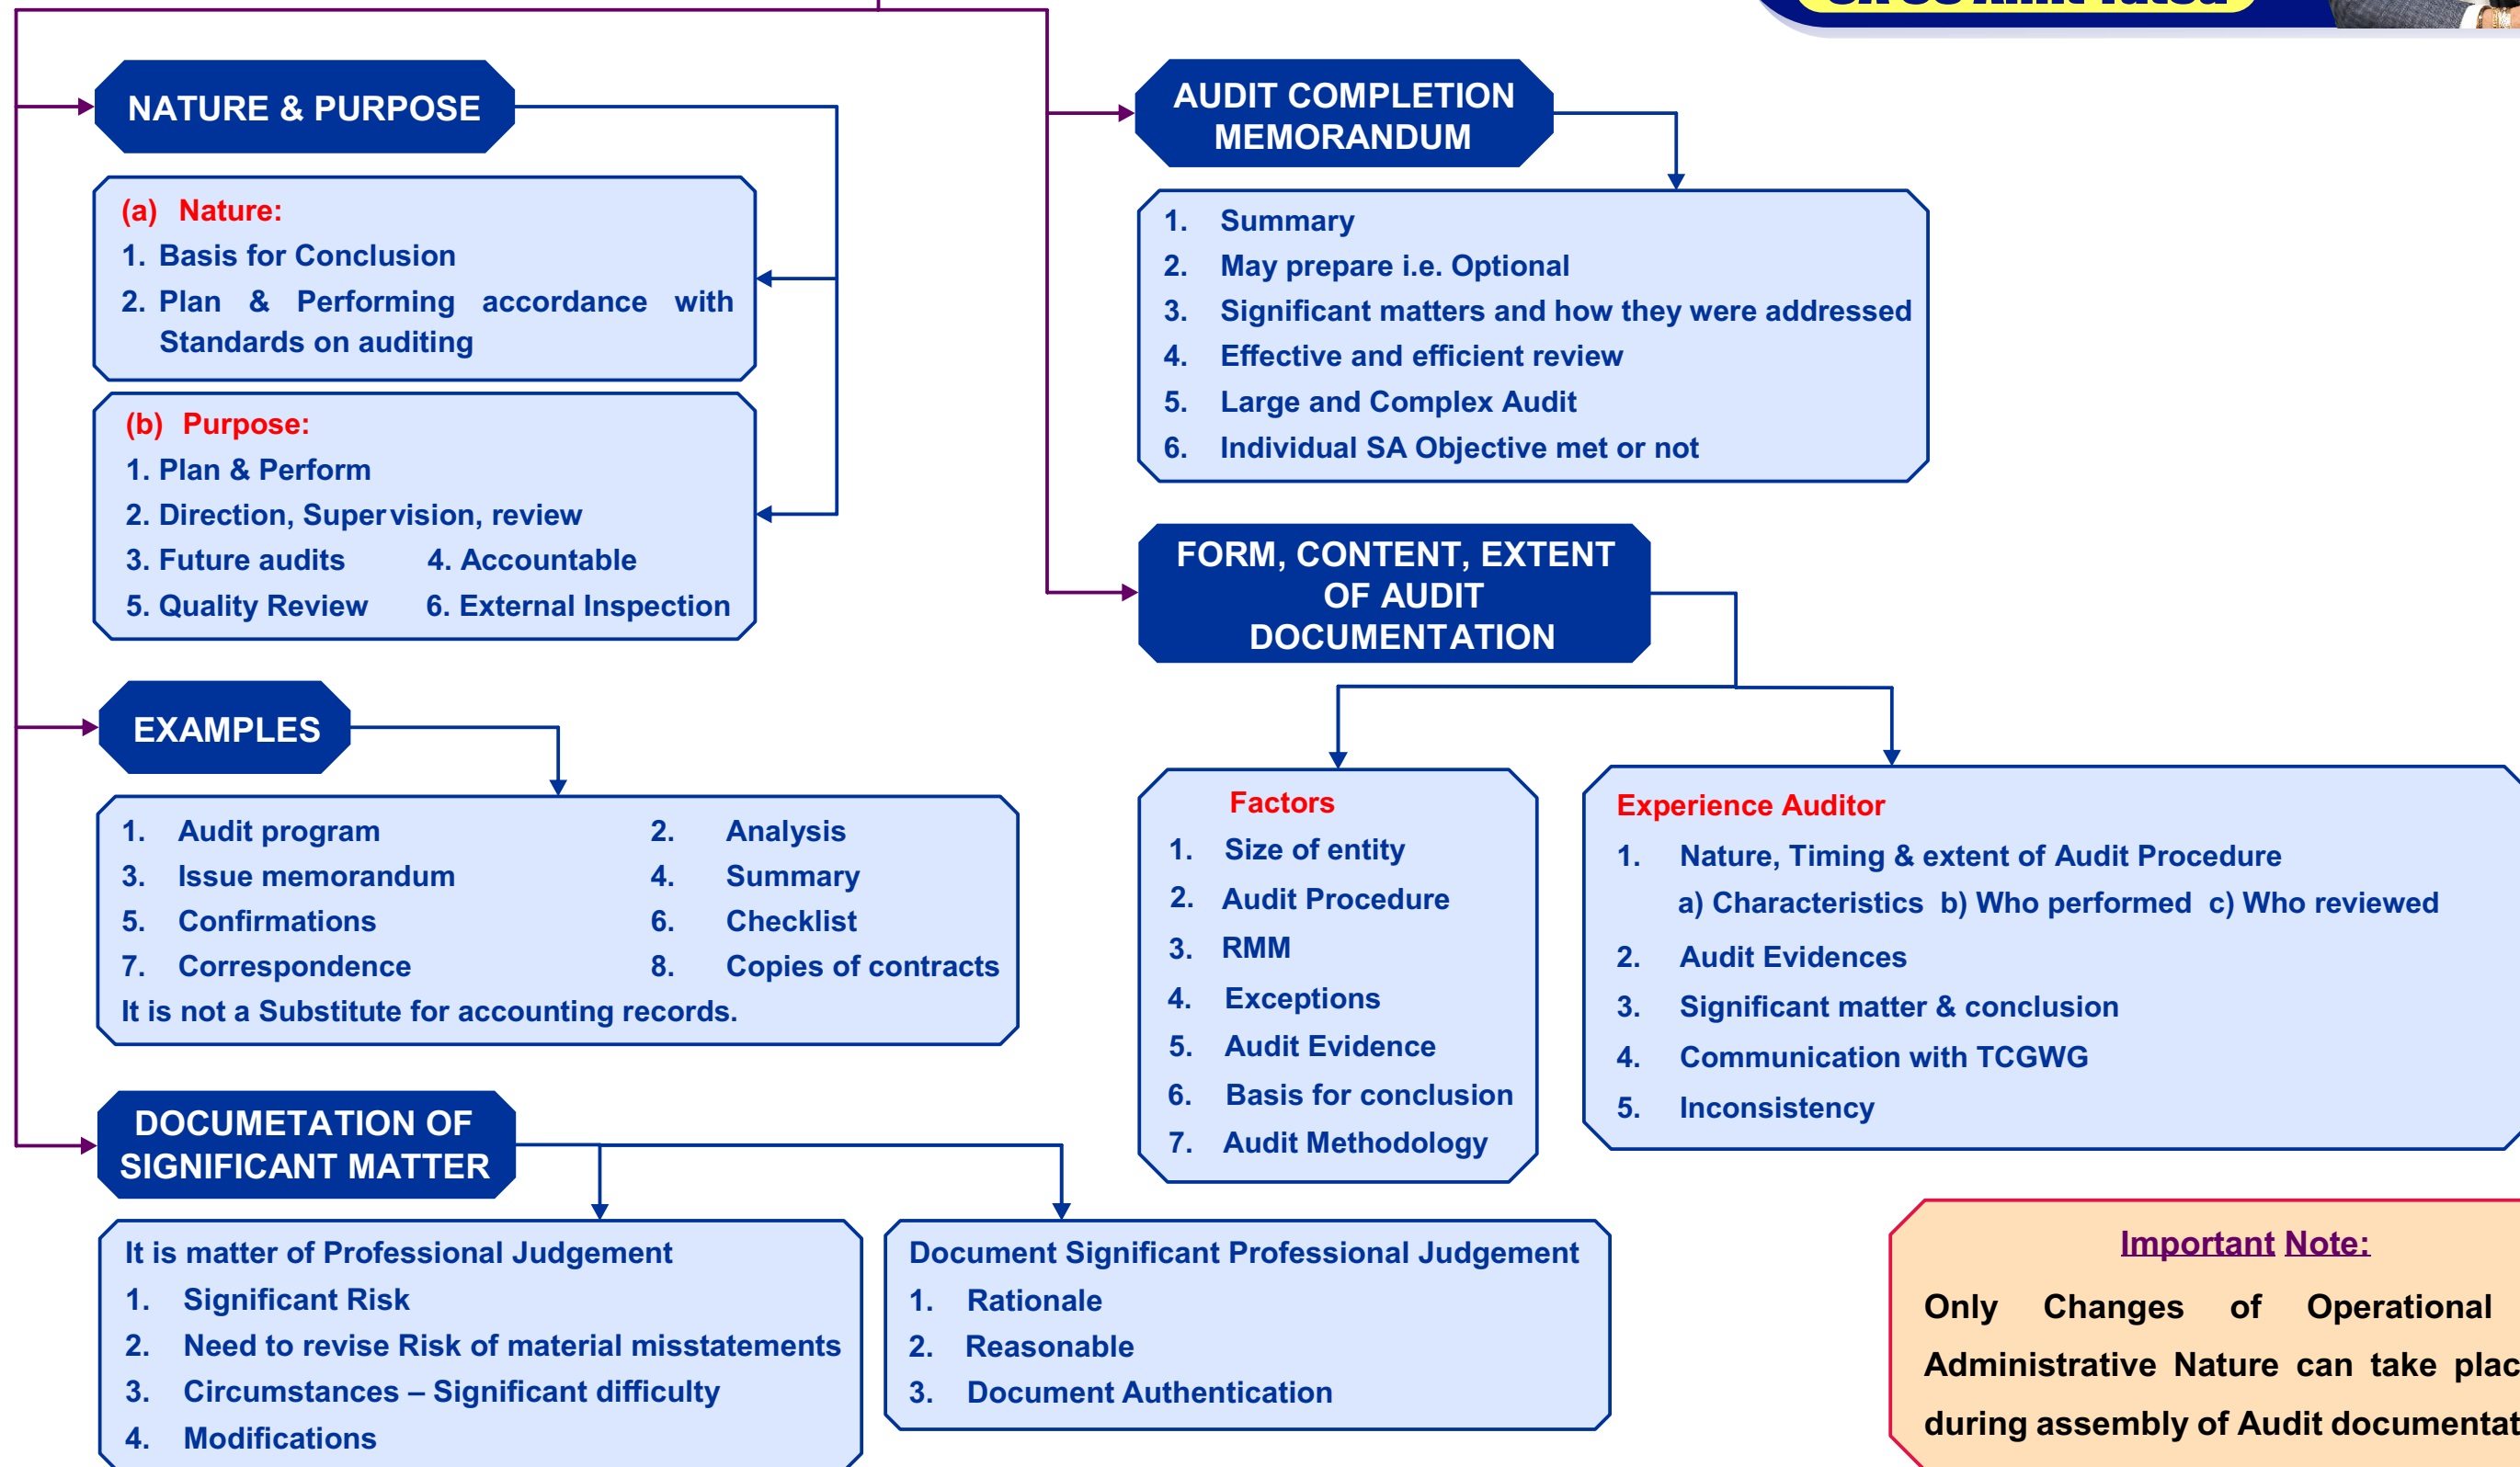 NATURE & PURPOSE
(a) Nature:
1. Basis for Conclusion
2. Plan & Performing accordance with
Standards on auditing
(b) Purpose:
1. Plan & Perform
2. Direction, Supervision, review
3. Future audits 4. Accountable
5. Quality Review 6. External Inspection
EXAMPLES
1. Audit program 2. Analysis
3. Issue memorandum 4. Summary
5. Confirmations 6. Checklist
7. Correspondence 8. Copies of contracts
It is not a Substitute for accounting records.
DOCUMETATION OF
SIGNIFICANT MATTER
It is matter of Professional Judgement
1. Significant Risk
2. Need to revise Risk of material misstatements
3. Circumstances – Significant difficulty
4. Modifications
Document Significant Professional Judgement
1. Rationale
2. Reasonable
3. Document Authentication
AUDIT COMPLETION
MEMORANDUM
1. Summary
2. May prepare i.e. Optional
3. Significant matters and how they were addressed
4. Effective and efficient review
5. Large and Complex Audit
6. Individual SA Objective met or not
FORM, CONTENT, EXTENT
OF AUDIT
DOCUMENTATION
Factors
1. Size of entity
2. Audit Procedure
3. RMM
4. Exceptions
5. Audit Evidence
6. Basis for conclusion
7. Audit Methodology
Experience Auditor
1. Nature, Timing & extent of Audit Procedure
a) Characteristics b) Who performed c) Who reviewed
2. Audit Evidences
3. Significant matter & conclusion
4. Communication with TCGWG
5. Inconsistency
Important Note:
Only Changes of Operational
Administrative Nature can take plac
during assembly of Audit documentat